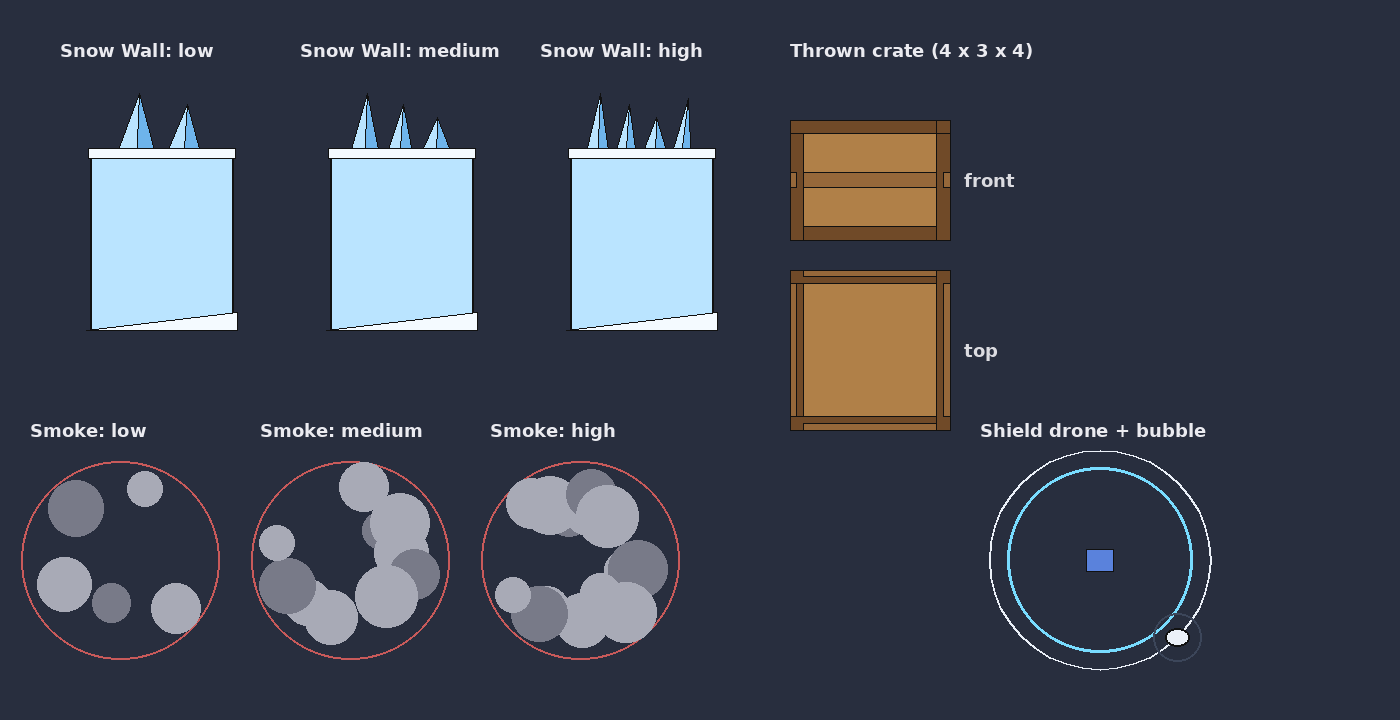 Snow Wall: low
Snow Wall: medium
Snow Wall: high
Thrown crate (4 x 3 x 4)
front
top
Smoke: low
Smoke: medium
Smoke: high
Shield drone + bubble